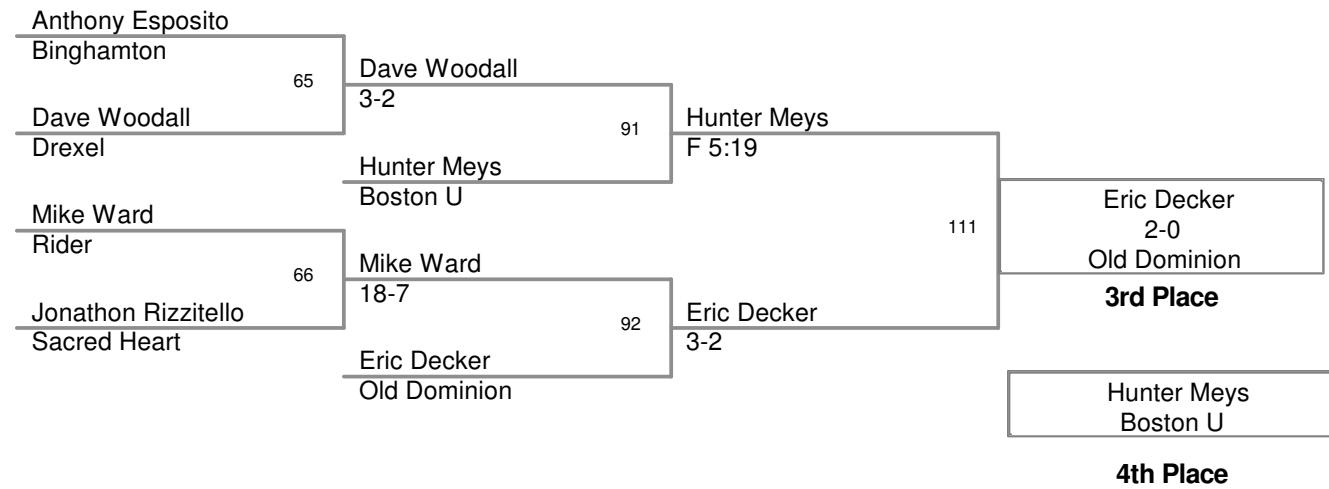 Anthony Esposito
Binghamton
65
Dave Woodall
Drexel
Dave Woodall
3-2
91
Hunter Meys
Boston U
Hunter Meys
F 5:19
Mike Ward
Rider
66
Jonathon Rizzitello
Sacred Heart
Mike Ward
18-7
92
Eric Decker
Old Dominion
Eric Decker
3-2
111
Eric Decker
2-0
Old Dominion
3rd Place
Hunter Meys
Boston U
4th Place